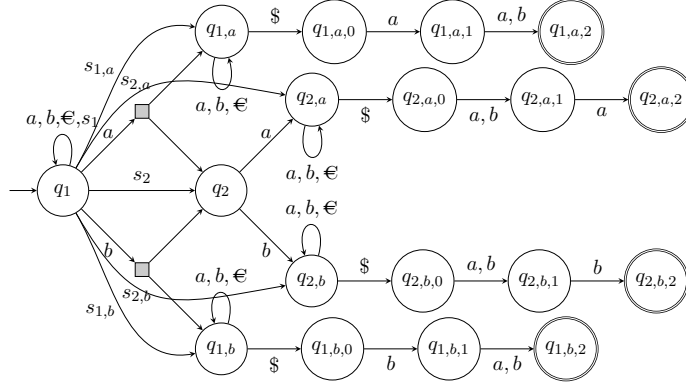 q1,a $ q1,a,0 a q1,a,1 a, b q1,a,2
s1,a s2,a a, b, €
q2,a $ q2,a,0 a, b q2,a,1 a q2,a,2
a, b, €, s1 a a a, b, €
q1 s2 q2
a, b, €
b b
q2,b $ q2,b,0 a, b q2,b,1 b q2,b,2
s1,b s2,b a, b, €
q1,b $ q1,b,0 b q1,b,1 a, b q1,b,2